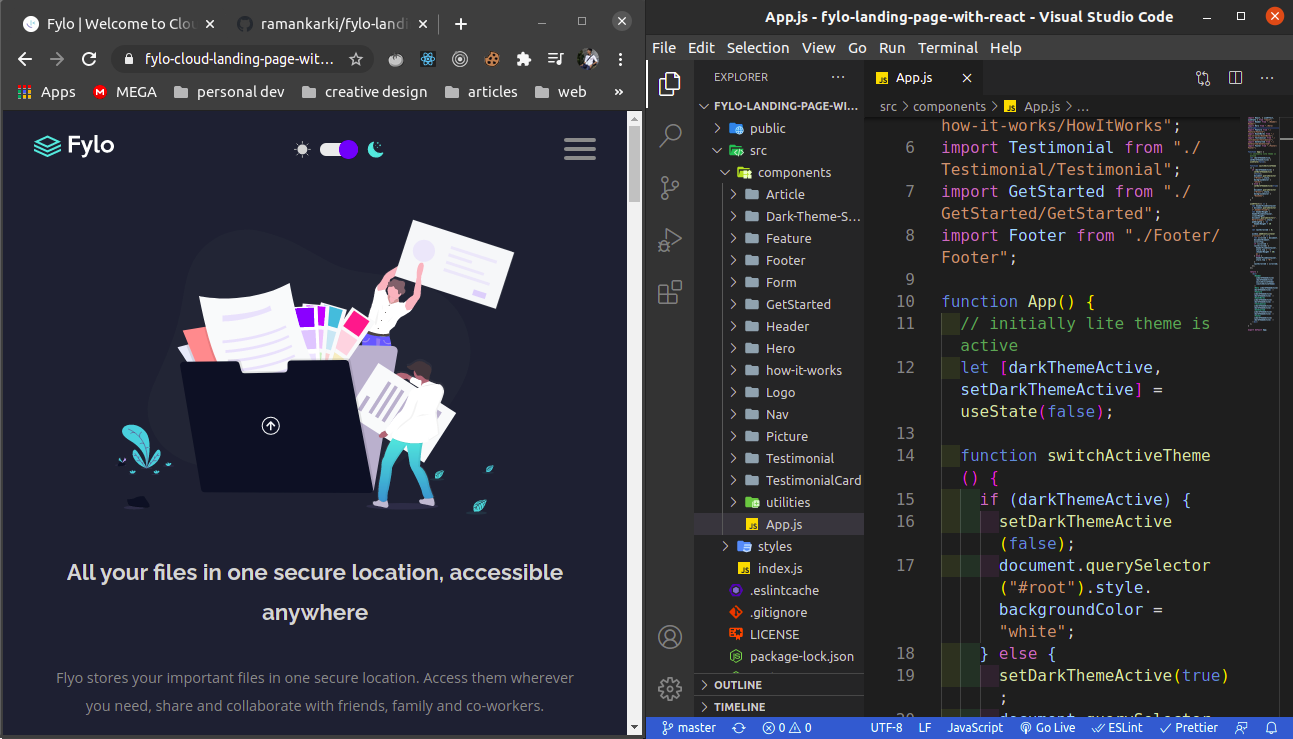 Fylo | Welcome to Clou
ramankarki/fylo-landi
fylo-cloud-landing-page-wit...
Apps
MEGA
personal dev
creative design
articles
web
»
Fylo
All your files in one secure location, accessible
anywhere
Flyo stores your important files in one secure location. Access them wherever
you need, share and collaborate with friends, family and co-workers.
App.js - fylo-landing-page-with-react - Visual Studio Code
File Edit Selection View Go Run Terminal Help
EXPLORER
FYLO-LANDING-PAGE-WI...
public
src
components
Article
Dark-Theme-S...
Feature
Footer
Form
GetStarted
Header
Hero
how-it-works
Logo
Nav
Picture
Testimonial
TestimonialCard
utilities
JS App.js
styles
JS index.js
.eslintcache
.gitignore
LICENSE
package-lock.json
OUTLINE
TIMELINE
JS App.js
src > components > JS App.js > ...
how-it-works/HowItWorks";
6 import Testimonial from "./
Testimonial/Testimonial";
7 import GetStarted from "./
GetStarted/GetStarted";
8 import Footer from "./Footer/
Footer";
9
10 function App() {
11 // initially lite theme is
active
12 let [darkThemeActive,
setDarkThemeActive] =
useState(false);
13
14 function switchActiveTheme
() {
15 if (darkThemeActive) {
16 setDarkThemeActive
(false);
17 document.querySelector
("#root").style.
backgroundColor =
"white";
18 } else {
19 setDarkThemeActive(true)
;
20 document.querySelector
master
0 0
UTF-8
LF
JavaScript
Go Live
ESLint
Prettier